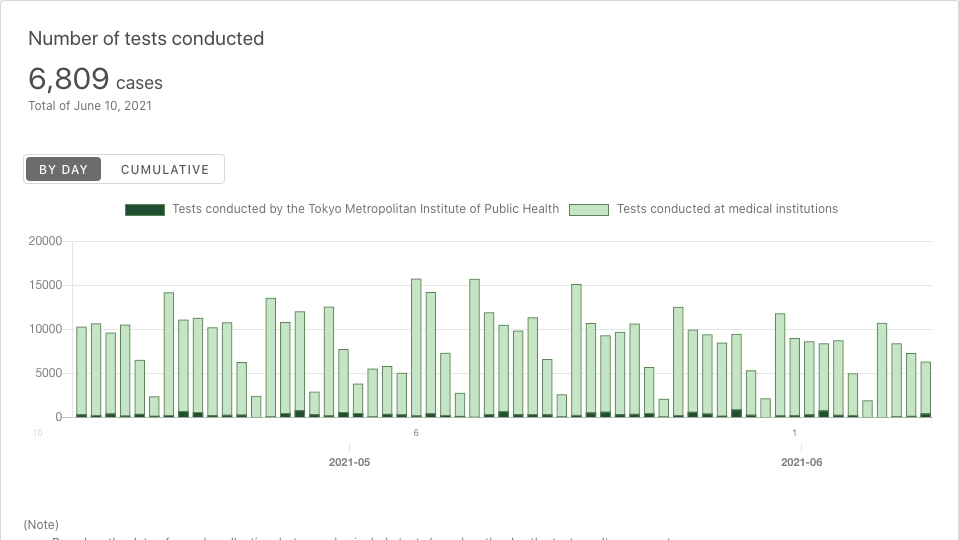 Number of tests conducted
6,809 cases
Total of June 10, 2021
BY DAY CUMULATIVE
Tests conducted by the Tokyo Metropolitan Institute of Public Health Tests conducted at medical institutions
20000
15000
10000
5000
0
10 6 1
2021-05 2021-06
(Note)